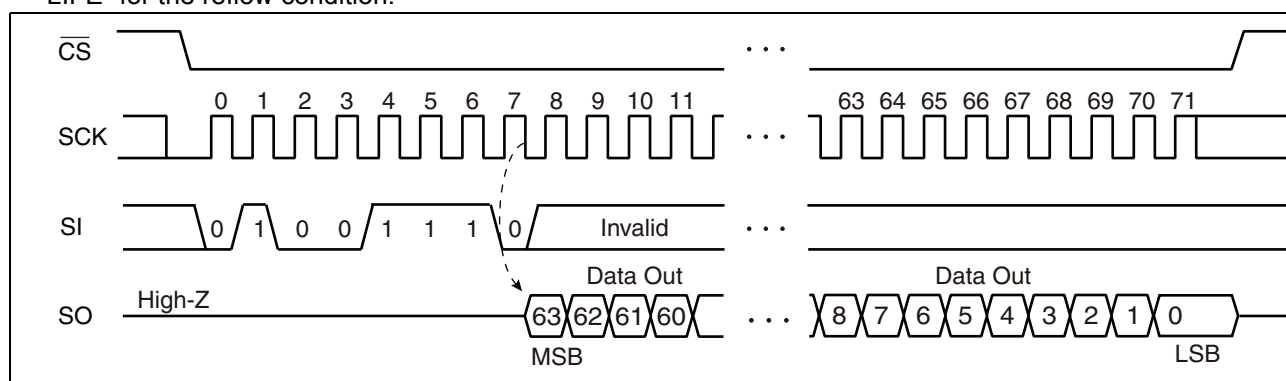 LIFE" for the reflow condition.
CS
· · ·
0 1 2 3 4 5 6 7 8 9 10 11 63 64 65 66 67 68 69 70 71
SCK
· · ·
SI 0 1 0 0 1 1 1 0 Invalid · · ·
Data Out Data Out
High-Z
SO 63 62 61 60 · · · 8 7 6 5 4 3 2 1 0
MSB LSB